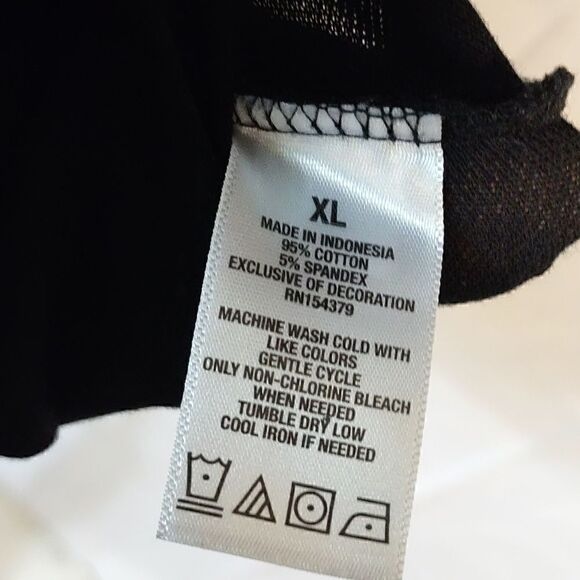 XL
MADE IN INDONESIA
95% COTTON
5% SPANDEX
EXCLUSIVE OF DECORATION
RN154379
MACHINE WASH COLD WITH
LIKE COLORS
GENTLE CYCLE
ONLY NON-CHLORINE BLEACH
WHEN NEEDED
TUMBLE DRY LOW
COOL IRON IF NEEDED